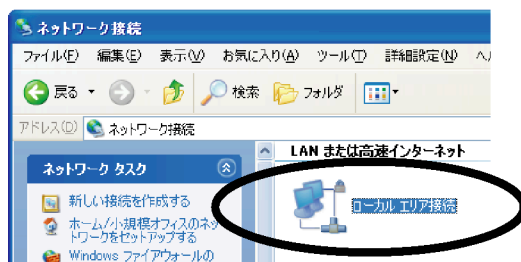 ネットワーク接続
ファイル(F) 編集(E) 表示(V) お気に入り(A) ツール(T) 詳細設定(N)
戻る 検索 フォルダ
アドレス(D) ネットワーク接続
LAN または高速インターネット
ネットワーク タスク
ローカル エリア接続
新しい接続を作成する
ホーム/小規模オフィスのネッ
トワークをセットアップする
Windows ファイアウォールの